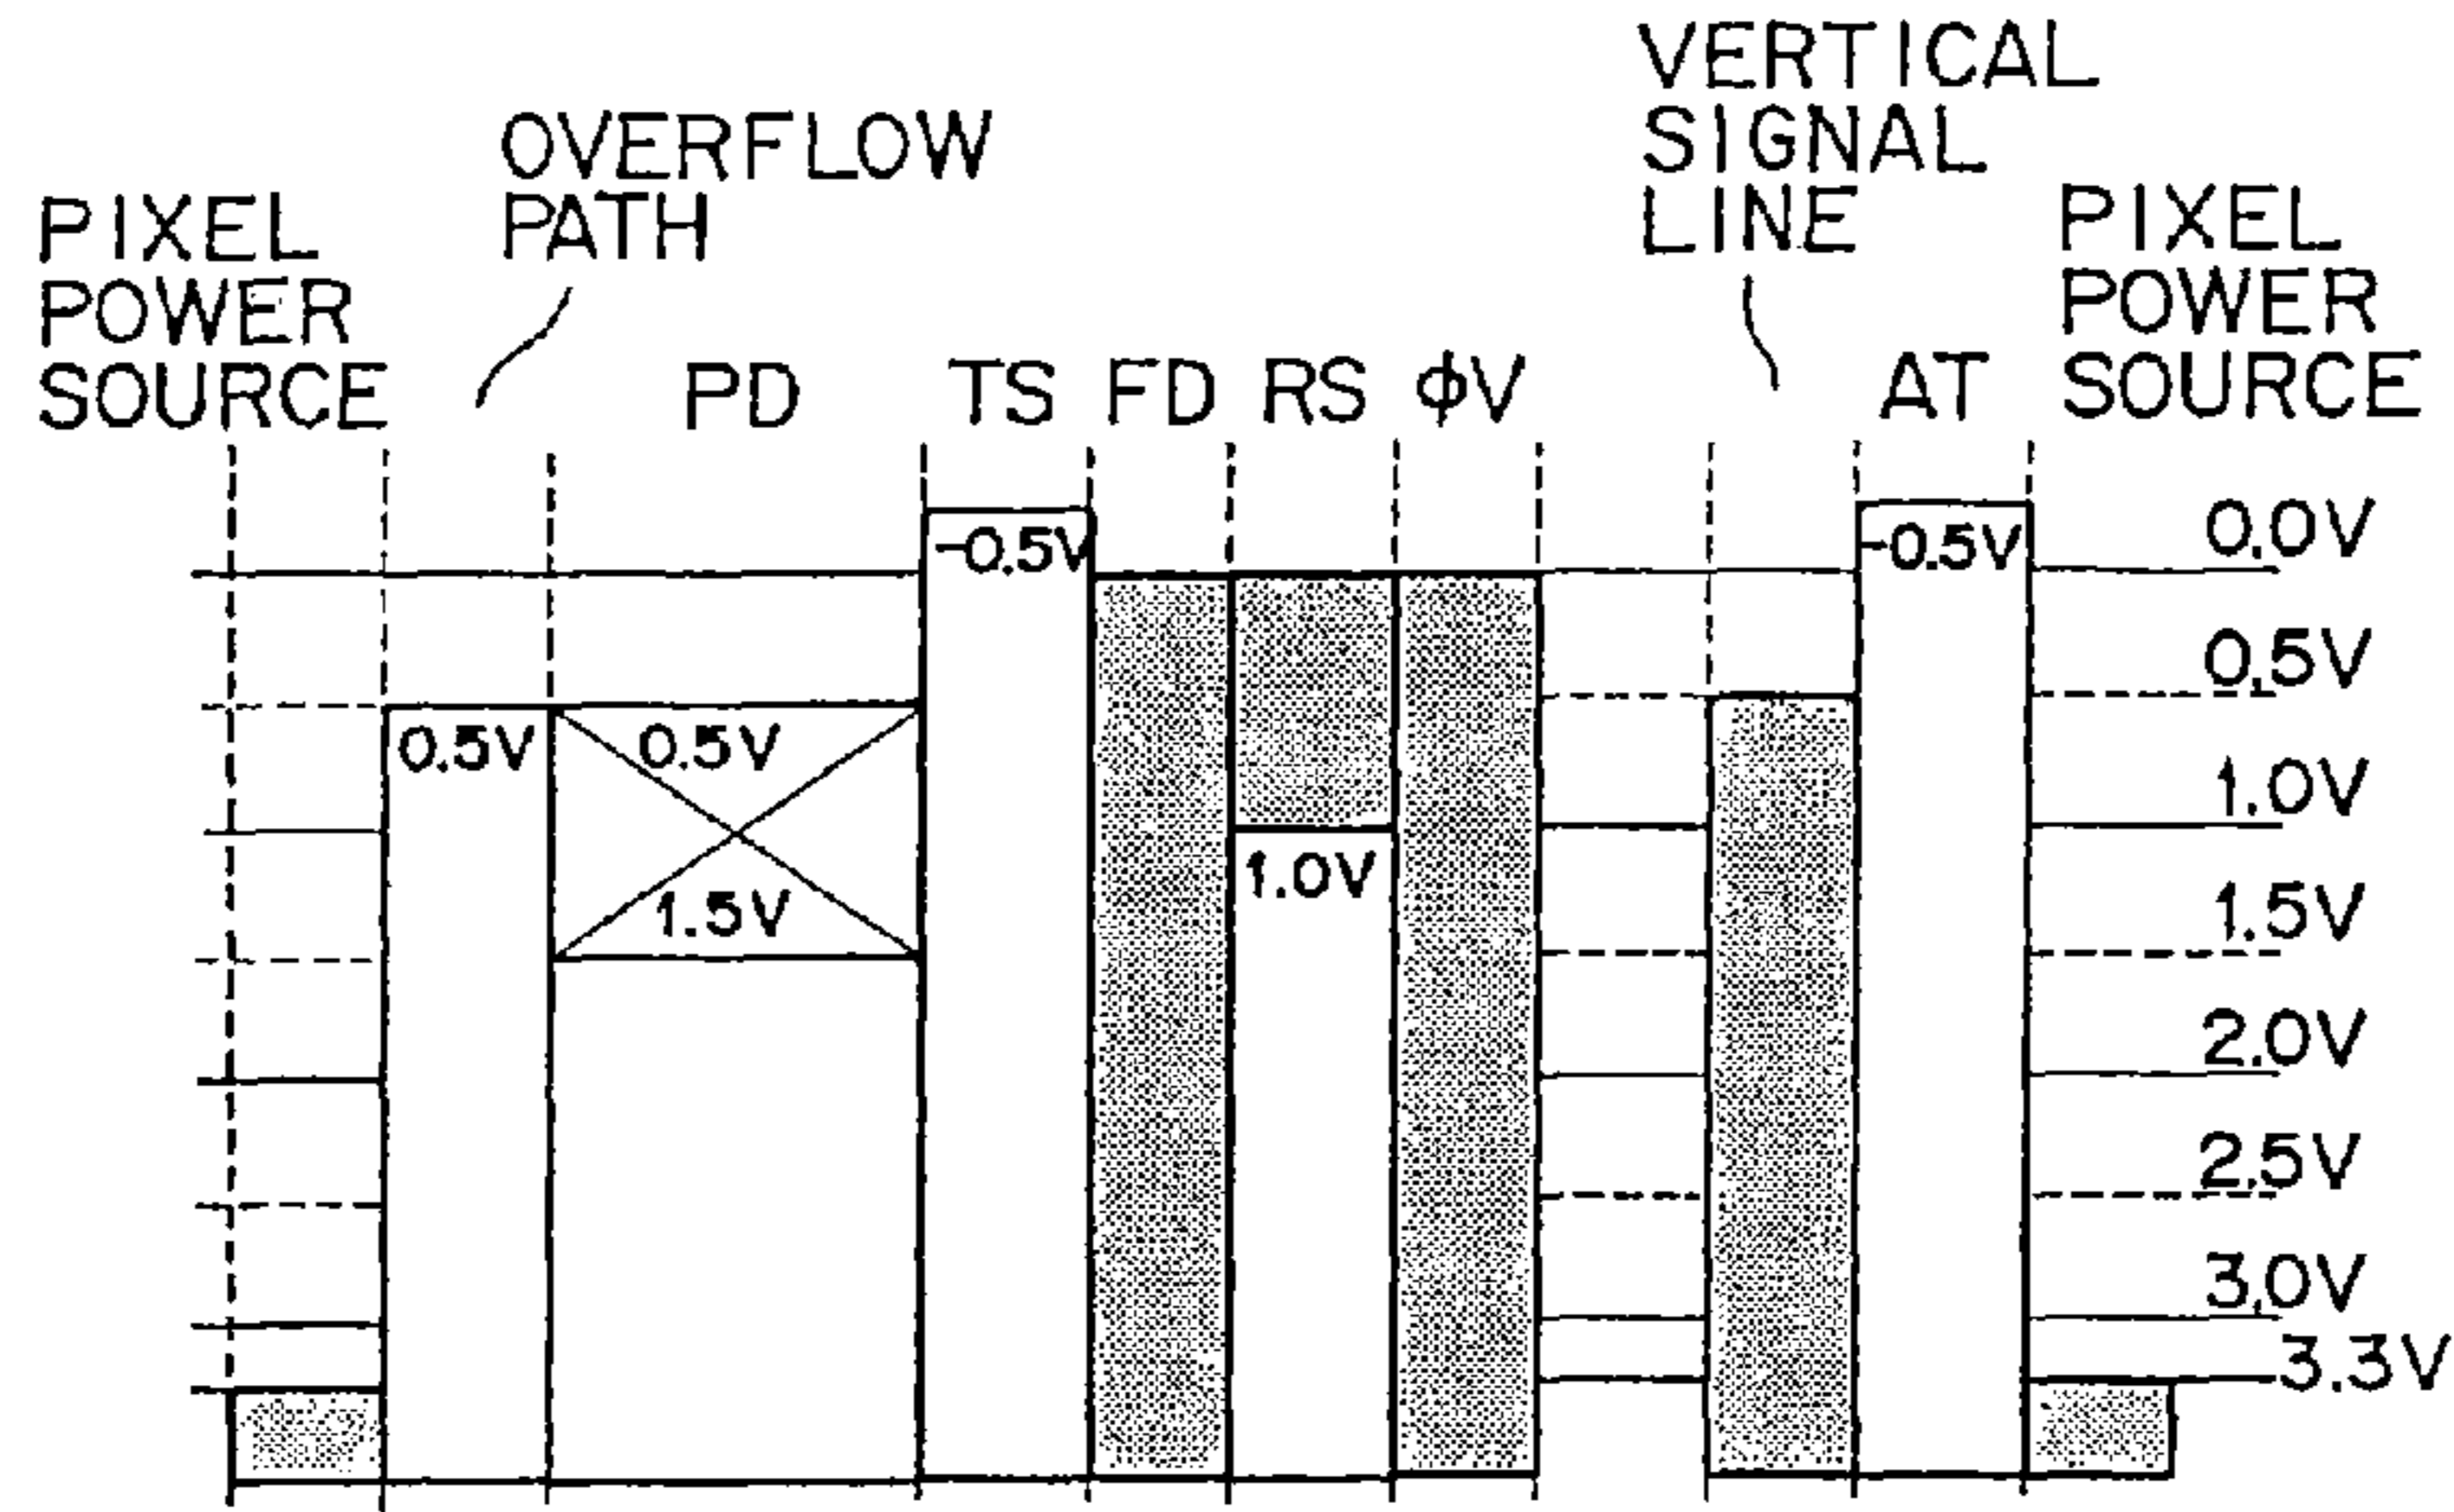 PIXEL
POWER
SOURCE
OVERFLOW
PATH
PD
TS
FD
RS
ϕV
VERTICAL
SIGNAL
LINE
AT
PIXEL
POWER
SOURCE
-0.5V
-0.5V
0.0V
0.5V
0.5V
0.5V
1.0V
1.5V
1.0V
1.5V
2.0V
2.5V
3.0V
3.3V